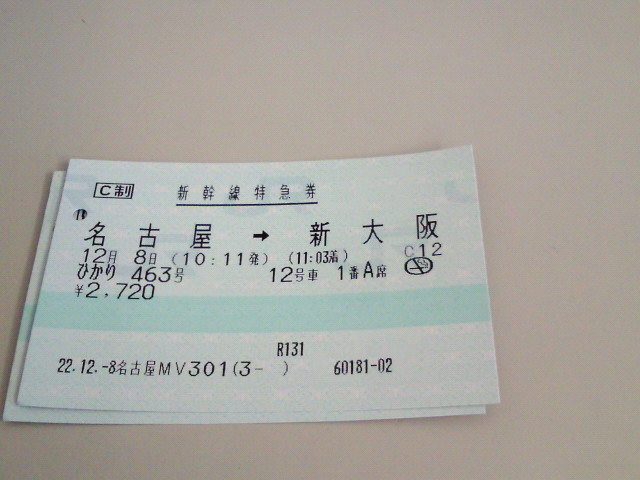 C制
新幹線特急券
名古屋 → 新大阪
12月 8日 (10:11発) (11:03着) C12
ひかり 463号 12号車 1番A席
¥2,720
R131
22.12.-8名古屋MV301(3- ) 60181-02